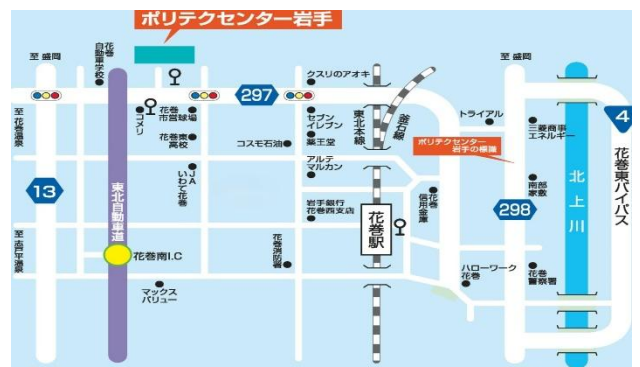 ポリテクセンター岩手
至 盛岡
花巻
自動車学校
クスリのアオキ
至 盛岡
至 花巻温泉
コメリ
花巻
市営球場
297
セブン
イレブン
薬王堂
東北本線
釜石線
トライアル
三菱商事
エネルギー
4
花巻東バイパス
花巻東
高校
コスモ石油
ポリテクセンター
岩手の標識
アルテ
マルカン
JA
いわて花巻
13
東北自動車道
岩手銀行
花巻西支店
花巻駅
花巻
信用金庫
南部
家敷
298
北上川
至 志戸平温泉
花巻南I.C
花巻消防署
マックス
バリュー
ハローワーク
花巻
花巻
警察署